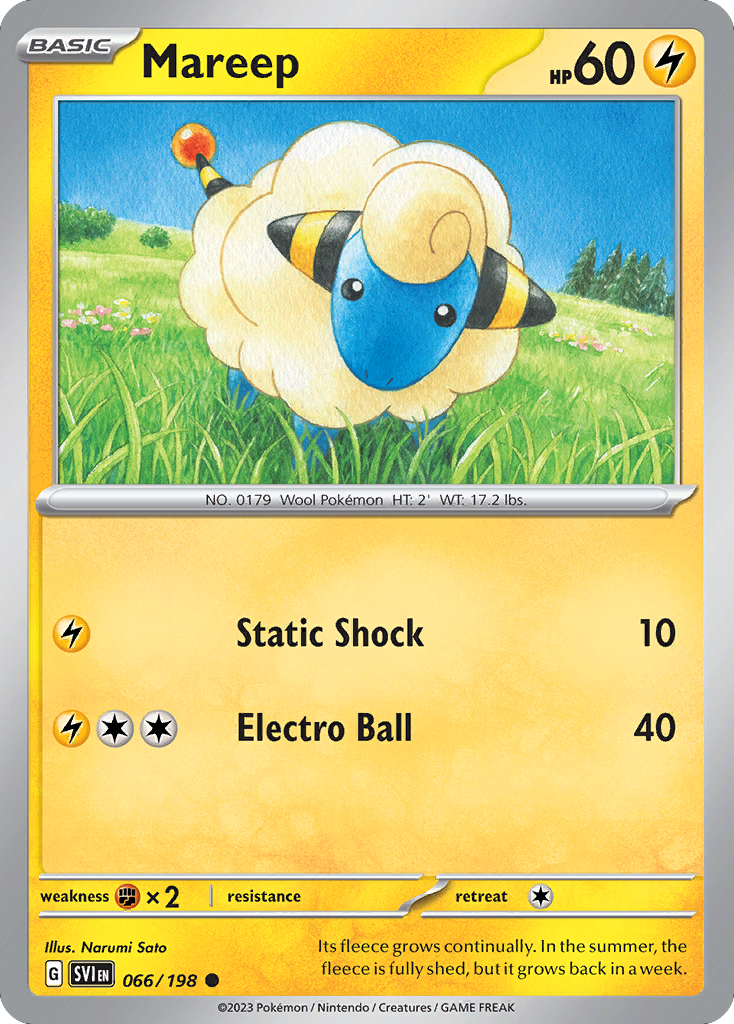 BASIC
Mareep
HP60
NO. 0179 Wool Pokémon HT: 2' WT: 17.2 lbs.
Static Shock 10
Electro Ball 40
weakness ×2 resistance retreat
Illus. Narumi Sato
Its fleece grows continually. In the summer, the
fleece is fully shed, but it grows back in a week.
G SVI EN 066/198
©2023 Pokémon / Nintendo / Creatures / GAME FREAK